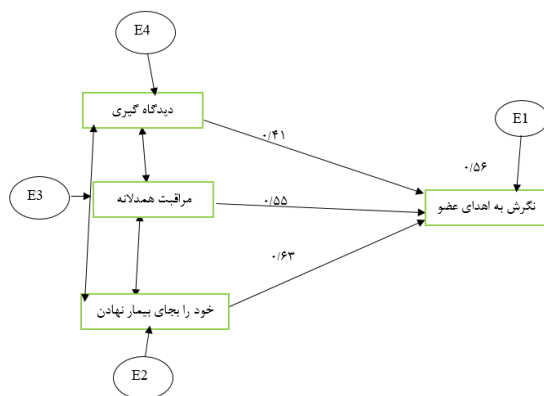 E4
E1
دیدگاه گیری
۰/۴۱
۰/۵۶
E3
مراقبت همدلانه
۰/۵۵
نگرش به اهدای عضو
۰/۶۳
خود را بجای بیمار نهادن
E2